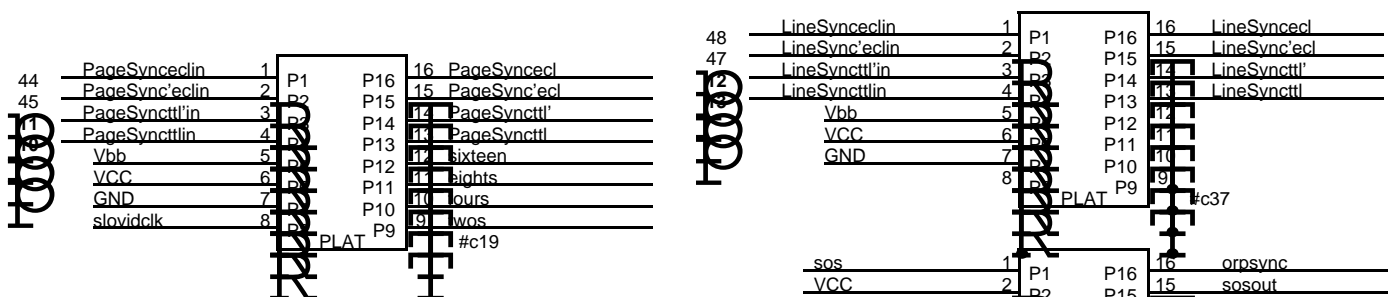 44
45
11
PageSynceclin 1 P1 P16 16 PageSyncecl
PageSync'eclin 2 P2 P15 15 PageSync'ecl
PageSyncttl'in 3 P14 14 PageSyncttl'
PageSyncttlin 4 P13 13 PageSyncttl
Vbb 5 P12 12 sixteen
VCC 6 P11 11 eights
GND 7 P10 10 fours
slovidclk 8 P9 9 twos
PLAT #c19
48
47
12
13
LineSynceclin 1 P1 P16 16 LineSyncecl
LineSync'eclin 2 P2 P15 15 LineSync'ecl
LineSyncttl'in 3 P14 14 LineSyncttl'
LineSyncttlin 4 P13 13 LineSyncttl
Vbb 5 P12 12
VCC 6 P11 11
GND 7 P10 10
8 P9 9
PLAT #c37
sos 1 P1 P16 16 orpsync
VCC 2 P2 P15 15 sosout